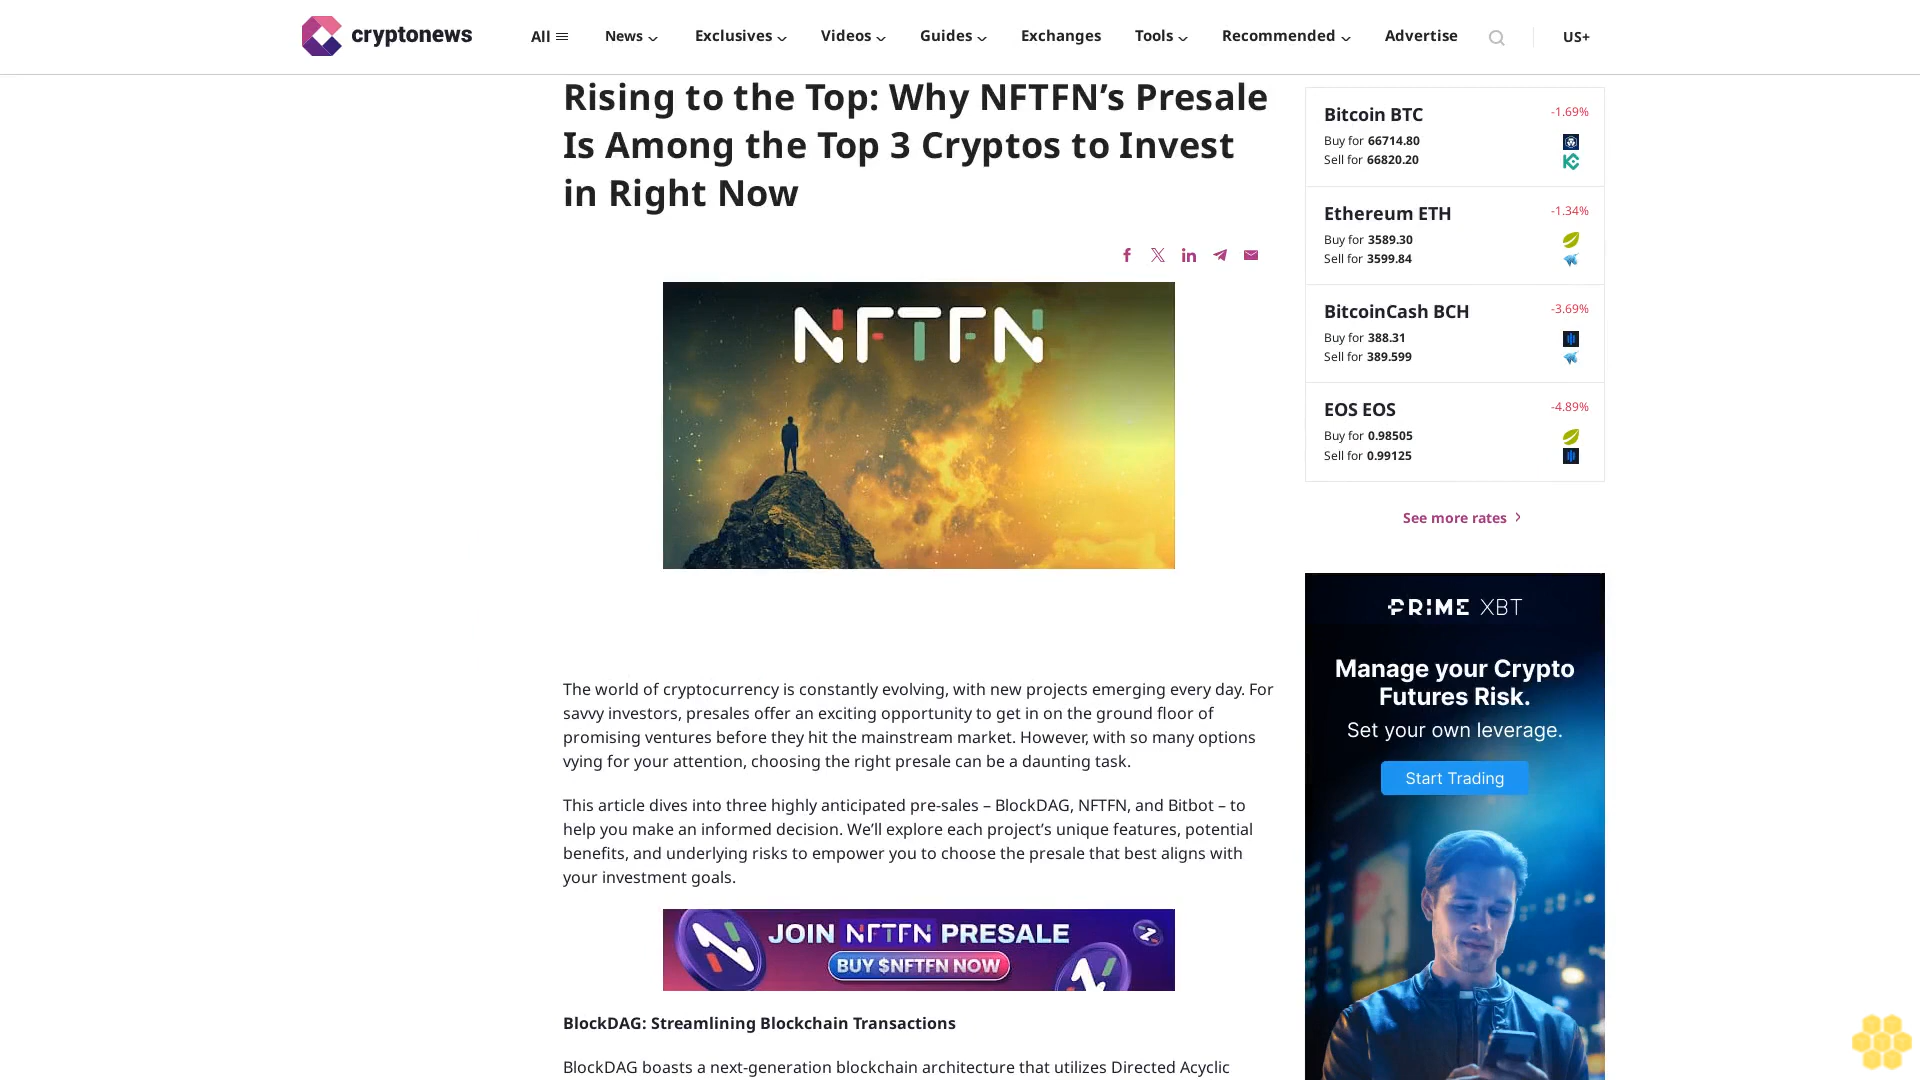 cryptonews
All
News
Exclusives
Videos
Guides
Exchanges
Tools
Recommended
Advertise
US+
Rising to the Top: Why NFTFN’s Presale
Is Among the Top 3 Cryptos to Invest
in Right Now
NFTFN
The world of cryptocurrency is constantly evolving, with new projects emerging every day. For
savvy investors, presales offer an exciting opportunity to get in on the ground floor of
promising ventures before they hit the mainstream market. However, with so many options
vying for your attention, choosing the right presale can be a daunting task.
This article dives into three highly anticipated pre-sales – BlockDAG, NFTFN, and Bitbot – to
help you make an informed decision. We’ll explore each project’s unique features, potential
benefits, and underlying risks to empower you to choose the presale that best aligns with
your investment goals.
JOIN NFTFN PRESALE
BUY $NFTFN NOW
BlockDAG: Streamlining Blockchain Transactions
BlockDAG boasts a next-generation blockchain architecture that utilizes Directed Acyclic
Bitcoin BTC
-1.69%
Buy for 66714.80
Sell for 66820.20
Ethereum ETH
-1.34%
Buy for 3589.30
Sell for 3599.84
BitcoinCash BCH
-3.69%
Buy for 388.31
Sell for 389.599
EOS EOS
-4.89%
Buy for 0.98505
Sell for 0.99125
See more rates
PRIME XBT
Manage your Crypto
Futures Risk.
Set your own leverage.
Start Trading